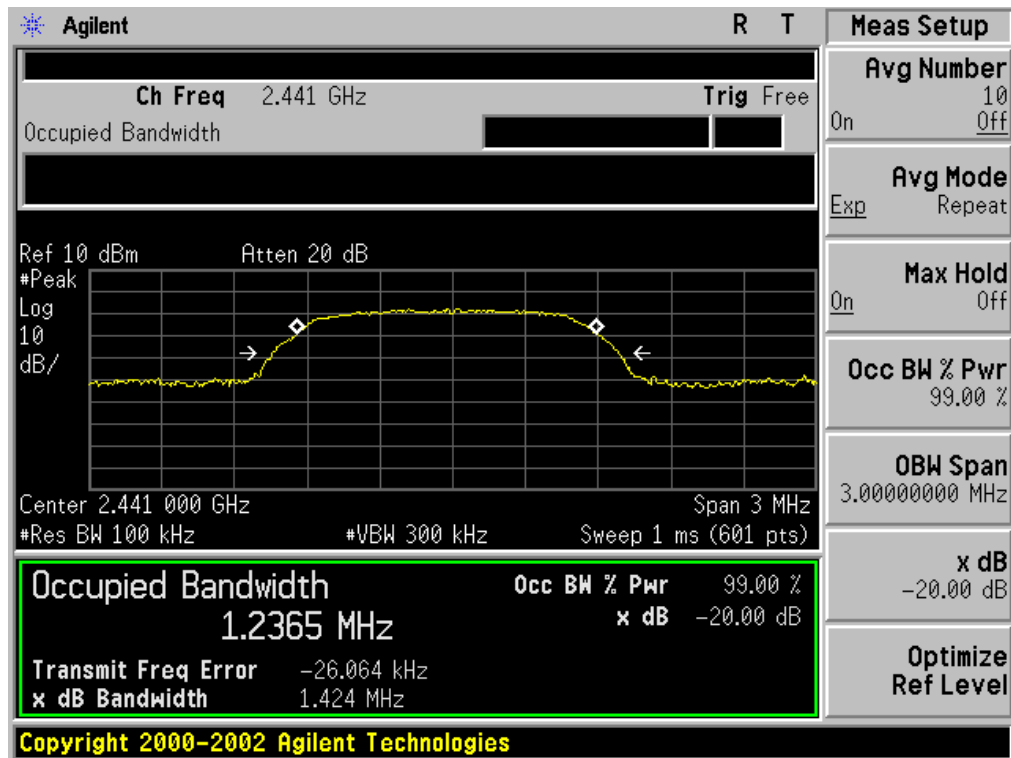 Agilent R T
Ch Freq 2.441 GHz Trig Free
Occupied Bandwidth
Ref 10 dBm Atten 20 dB
#Peak
Log
10
dB/
Center 2.441 000 GHz Span 3 MHz
#Res BW 100 kHz #VBW 300 kHz Sweep 1 ms (601 pts)
Occupied Bandwidth
1.2365 MHz
Occ BW % Pwr 99.00 %
x dB -20.00 dB
Transmit Freq Error -26.064 kHz
x dB Bandwidth 1.424 MHz
Copyright 2000-2002 Agilent Technologies
Meas Setup
Avg Number
10
On Off
Avg Mode
Exp Repeat
Max Hold
On Off
Occ BW % Pwr
99.00 %
OBW Span
3.00000000 MHz
x dB
-20.00 dB
Optimize
Ref Level